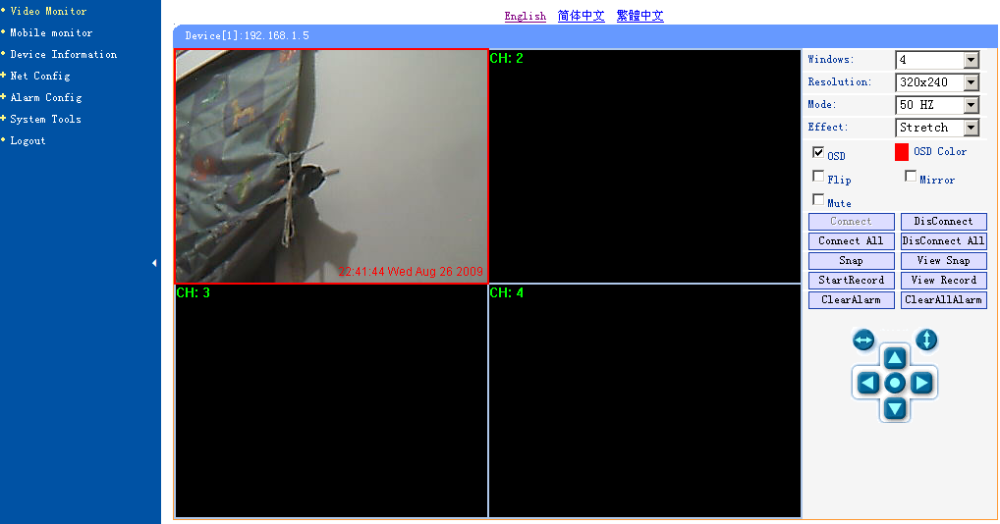 Video Monitor
Mobile monitor
Device Information
Net Config
Alarm Config
System Tools
Logout
English 简体中文 繁體中文
Device[1]:192.168.1.5
22:41:44 Wed Aug 26 2009
CH: 2
CH: 3
CH: 4
Windows: 4
Resolution: 320x240
Mode: 50 HZ
Effect: Stretch
OSD OSD Color
Flip Mirror
Mute
Connect DisConnect
Connect All DisConnect All
Snap View Snap
StartRecord View Record
ClearAlarm ClearAllAlarm